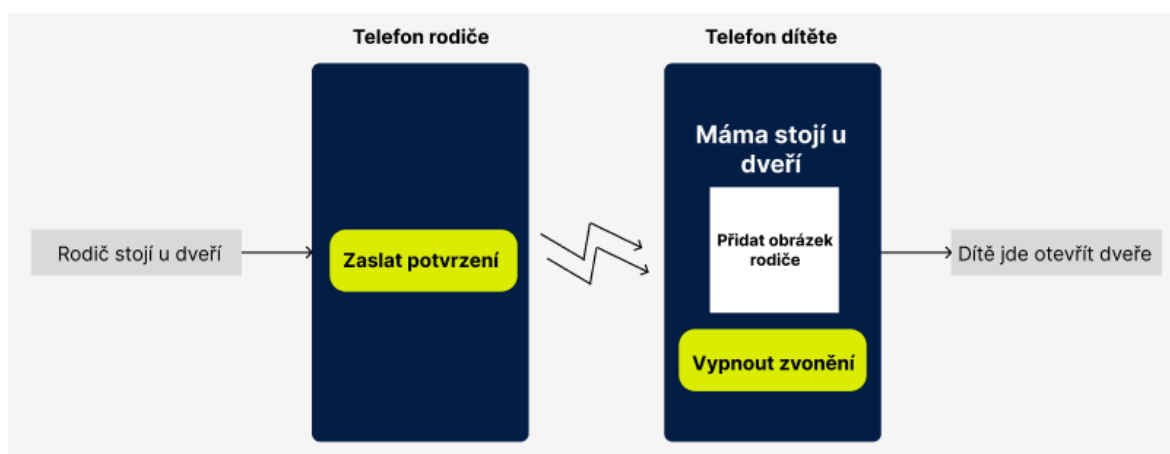 Telefon rodiče
Telefon dítěte
Rodič stojí u dveří
Zaslat potvrzení
Máma stojí u
dveří
Přidat obrázek
rodiče
Vypnout zvonění
Dítě jde otevřít dveře